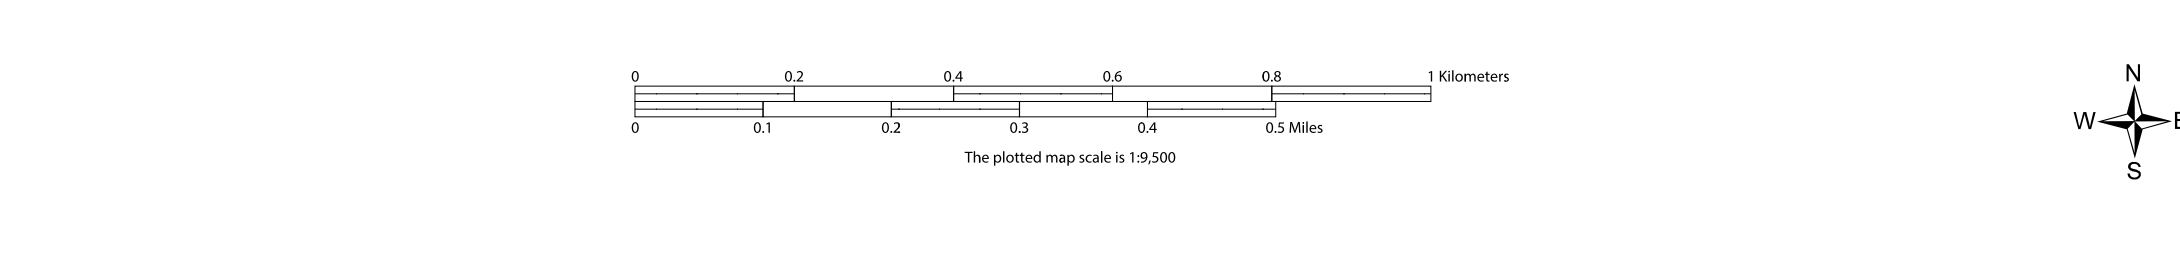 0 0.2 0.4 0.6 0.8 1 Kilometers
0 0.1 0.2 0.3 0.4 0.5 Miles
The plotted map scale is 1:9,500
N
W E
S